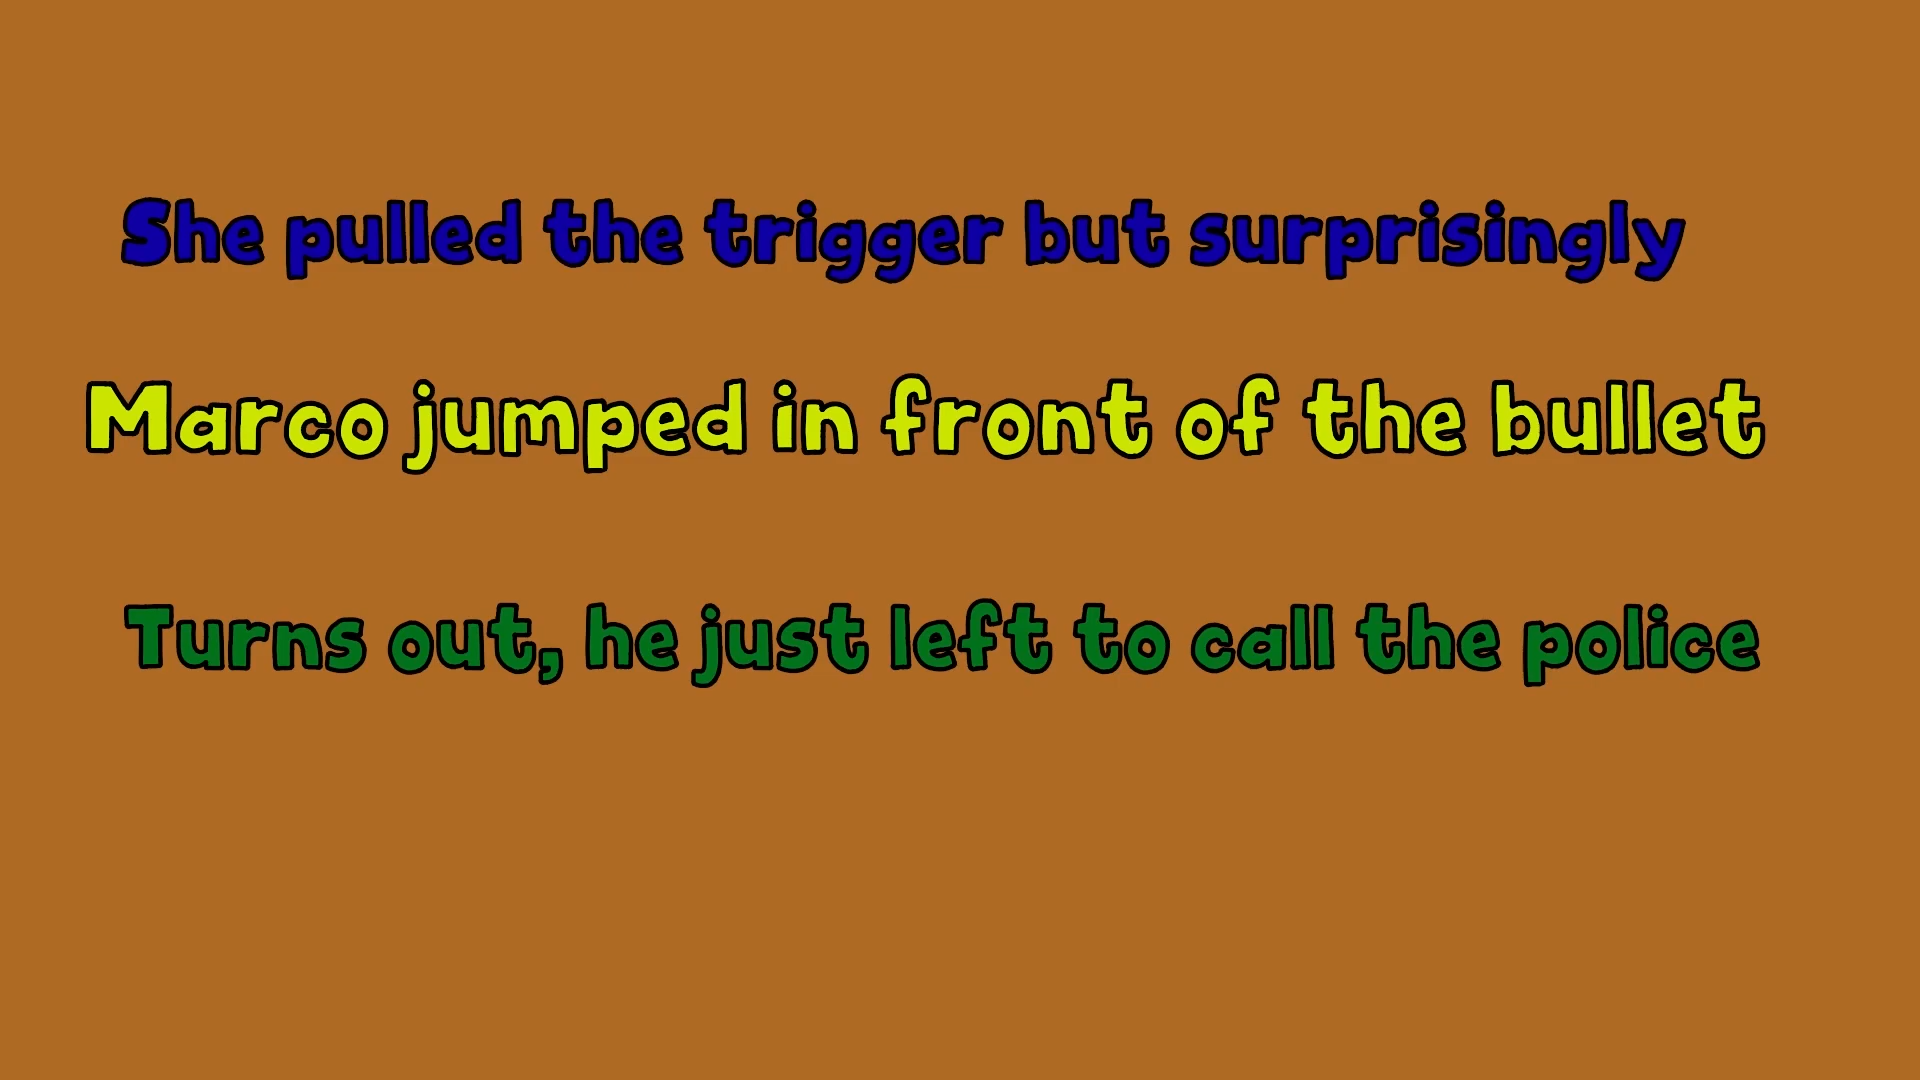 She pulled the trigger but surprisingly
Marco jumped in front of the bullet
Turns out, he just left to call the police